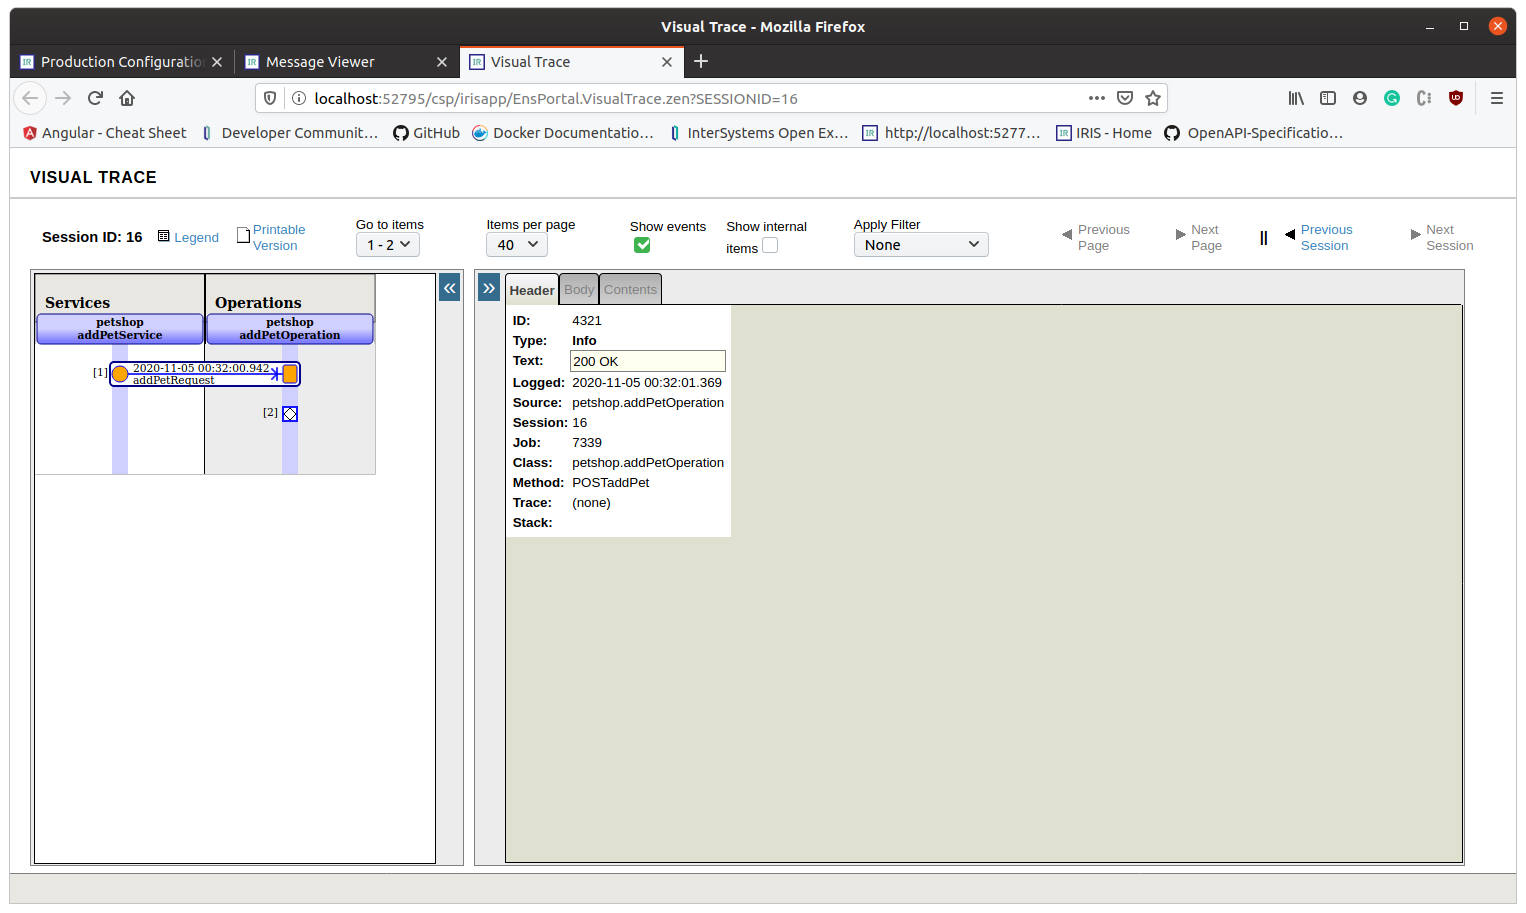 Visual Trace - Mozilla Firefox
Production Configuratio
Message Viewer
Visual Trace
localhost:52795/csp/irisapp/EnsPortal.VisualTrace.zen?SESSIONID=16
Angular - Cheat Sheet
Developer Communit…
GitHub
Docker Documentatio…
InterSystems Open Ex…
http://localhost:5277…
IRIS - Home
OpenAPI-Specificatio…
VISUAL TRACE
Session ID: 16
Legend
Printable
Version
Go to items
1 - 2
Items per page
40
Show events
Show internal
items
Apply Filter
None
Previous
Page
Next
Page
Previous
Session
Next
Session
Services
Operations
petshop
addPetService
petshop
addPetOperation
[1]
2020-11-05 00:32:00.942
addPetRequest
[2]
«
»
Header
Body
Contents
ID: 4321
Type: Info
Text: 200 OK
Logged: 2020-11-05 00:32:01.369
Source: petshop.addPetOperation
Session: 16
Job: 7339
Class: petshop.addPetOperation
Method: POSTaddPet
Trace: (none)
Stack: